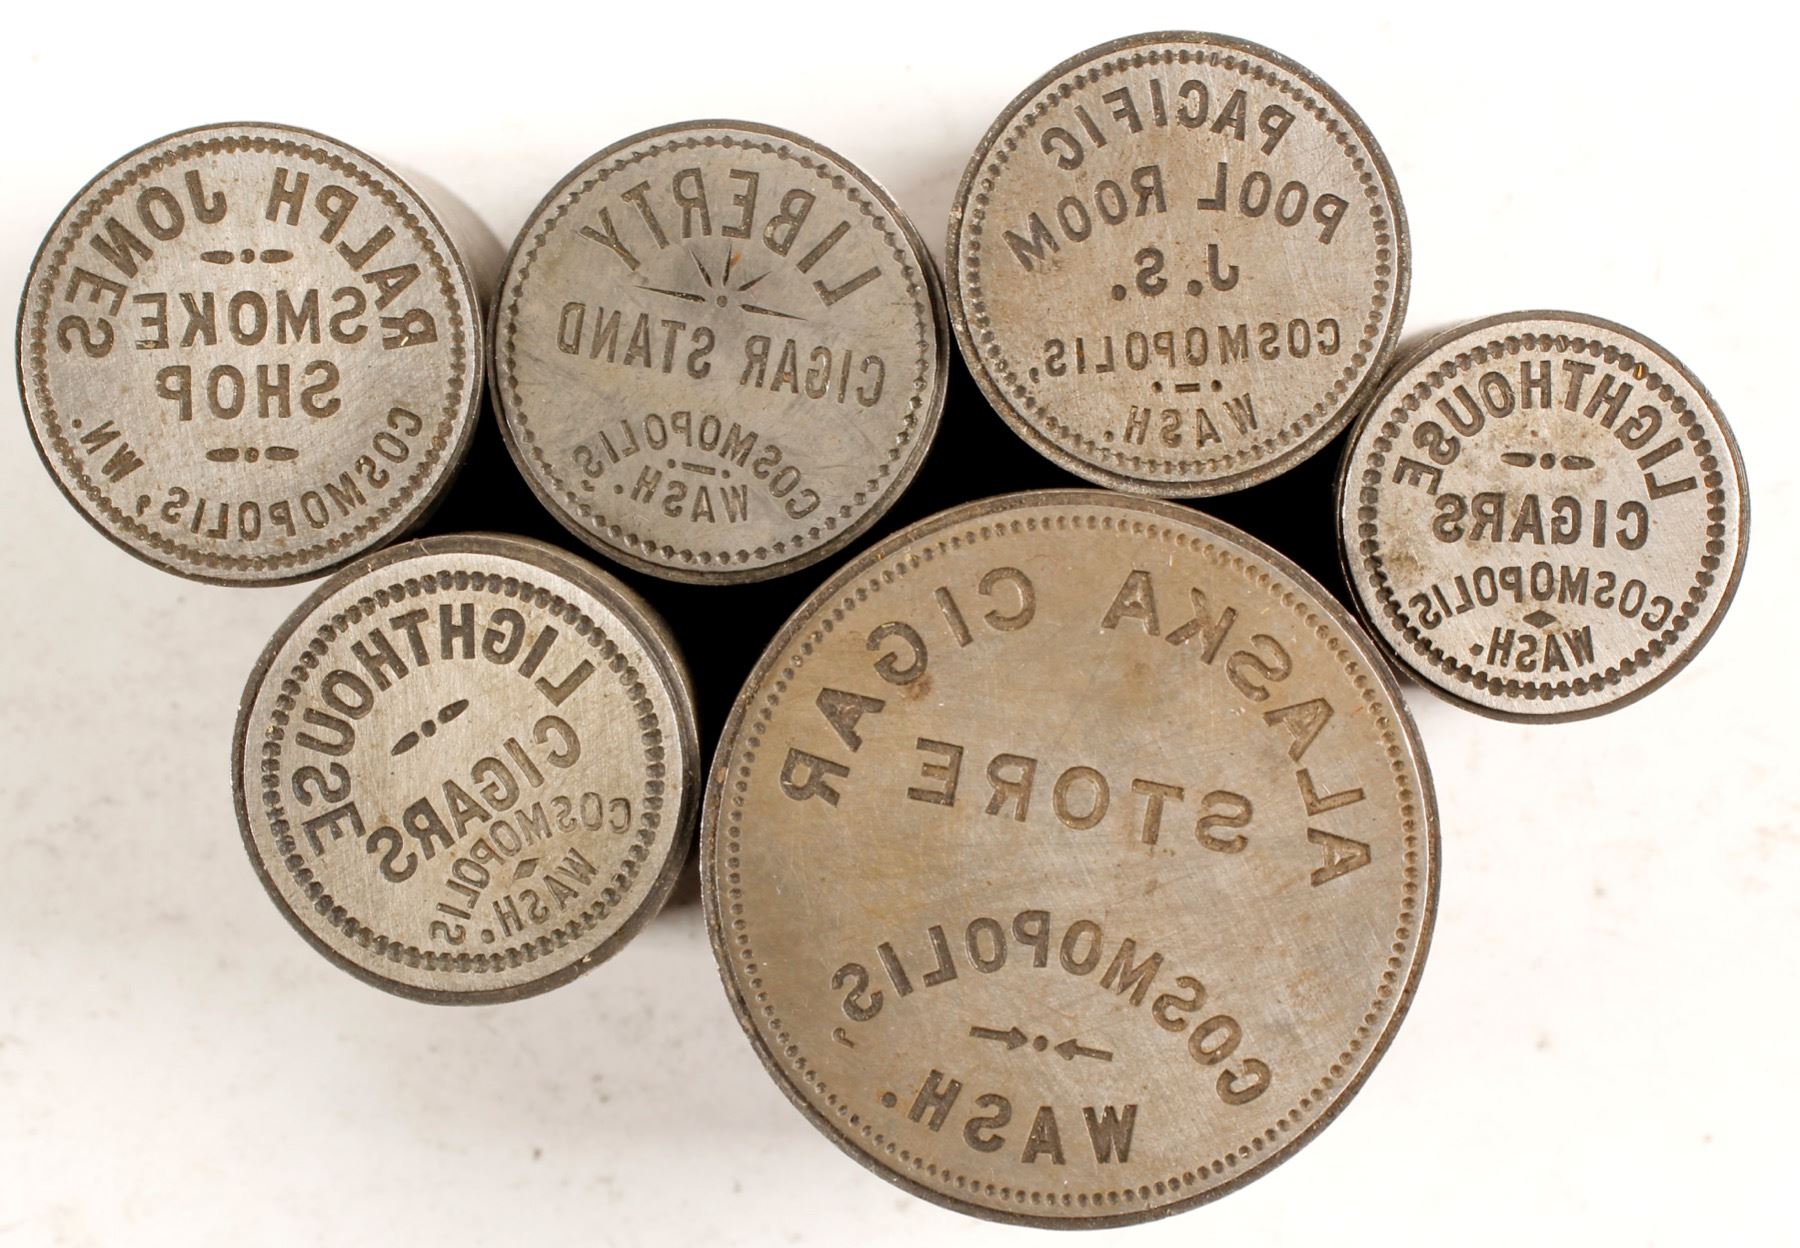 RALPH JONES
SMOKE
SHOP
COSMOPOLIS, WN.
LIBERTY
CIGAR STAND
COSMOPOLIS
WASH.
PACIFIC
POOL ROOM
J.S.
COSMOPOLIS,
WASH.
LIGHTHOUSE
CIGARS
COSMOPOLIS
WASH.
LIGHTHOUSE
CIGARS
COSMOPOLIS
WASH.
ALASKA CIGAR
STORE
COSMOPOLIS,
WASH.